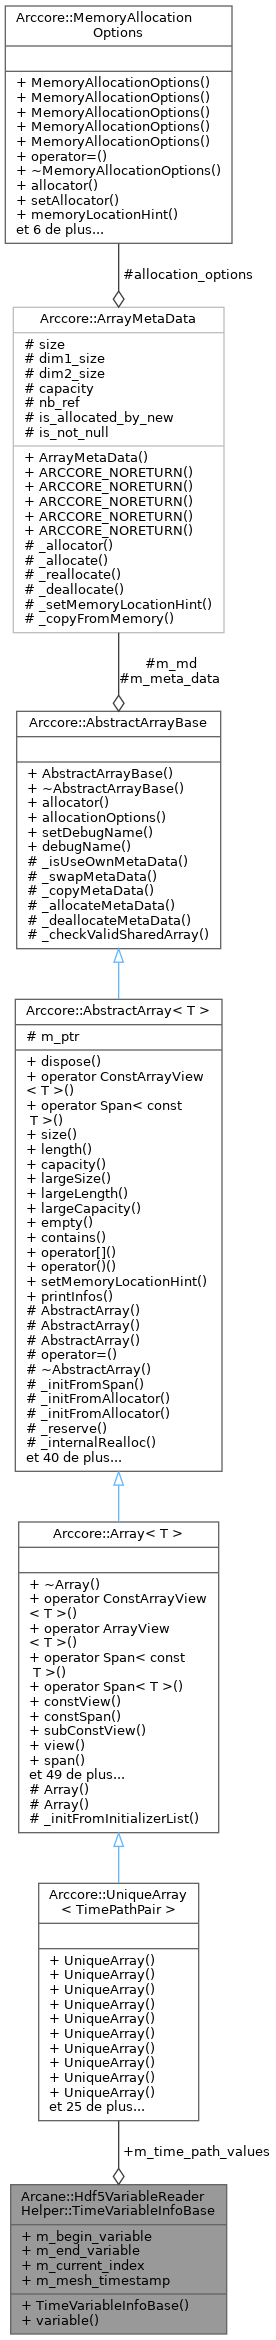 Arccore::MemoryAllocation
Options
+ MemoryAllocationOptions()
+ MemoryAllocationOptions()
+ MemoryAllocationOptions()
+ MemoryAllocationOptions()
+ MemoryAllocationOptions()
+ operator=()
+ ~MemoryAllocationOptions()
+ allocator()
+ setAllocator()
+ memoryLocationHint()
et 6 de plus...
#allocation_options
Arccore::ArrayMetaData
# size
# dim1_size
# dim2_size
# capacity
# nb_ref
# is_allocated_by_new
# is_not_null
+ ArrayMetaData()
+ ARCCORE_NORETURN()
+ ARCCORE_NORETURN()
+ ARCCORE_NORETURN()
+ ARCCORE_NORETURN()
+ ARCCORE_NORETURN()
# _allocator()
# _allocate()
# _reallocate()
# _deallocate()
# _setMemoryLocationHint()
# _copyFromMemory()
#m_md
#m_meta_data
Arccore::AbstractArrayBase
+ AbstractArrayBase()
+ ~AbstractArrayBase()
+ allocator()
+ allocationOptions()
+ setDebugName()
+ debugName()
# _isUseOwnMetaData()
# _swapMetaData()
# _copyMetaData()
# _allocateMetaData()
# _deallocateMetaData()
# _checkValidSharedArray()
Arccore::AbstractArray< T >
# m_ptr
+ dispose()
+ operator ConstArrayView
< T >()
+ operator Span< const
T >()
+ size()
+ length()
+ capacity()
+ largeSize()
+ largeLength()
+ largeCapacity()
+ empty()
+ contains()
+ operator[]()
+ operator()()
+ setMemoryLocationHint()
+ printInfos()
# AbstractArray()
# AbstractArray()
# AbstractArray()
# operator=()
# ~AbstractArray()
# _initFromSpan()
# _initFromAllocator()
# _initFromAllocator()
# _reserve()
# _internalRealloc()
et 40 de plus...
Arccore::Array< T >
+ ~Array()
+ operator ConstArrayView
< T >()
+ operator ArrayView
< T >()
+ operator Span< const
T >()
+ operator Span< T >()
+ constView()
+ constSpan()
+ subConstView()
+ view()
+ span()
et 49 de plus...
# Array()
# Array()
# _initFromInitializerList()
Arccore::UniqueArray
< TimePathPair >
+ UniqueArray()
+ UniqueArray()
+ UniqueArray()
+ UniqueArray()
+ UniqueArray()
+ UniqueArray()
+ UniqueArray()
+ UniqueArray()
+ UniqueArray()
+ UniqueArray()
et 25 de plus...
+m_time_path_values
Arcane::Hdf5VariableReader
Helper::TimeVariableInfoBase
+ m_begin_variable
+ m_end_variable
+ m_current_index
+ m_mesh_timestamp
+ TimeVariableInfoBase()
+ variable()